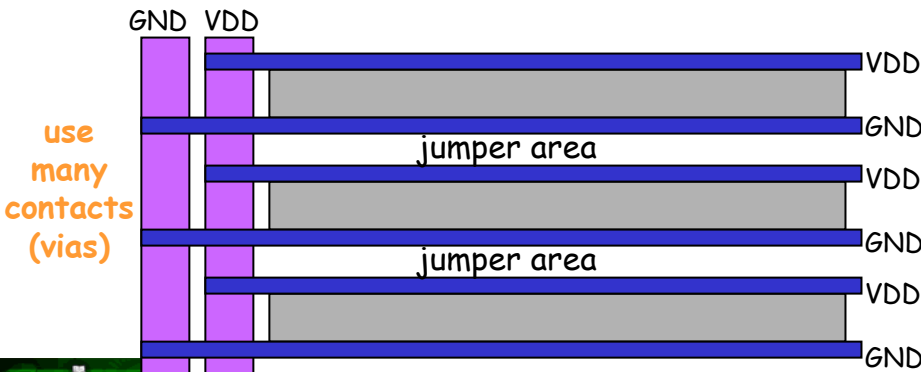 GND VDD
VDD
GND
jumper area
VDD
GND
jumper area
VDD
GND
use
many
contacts
(vias)